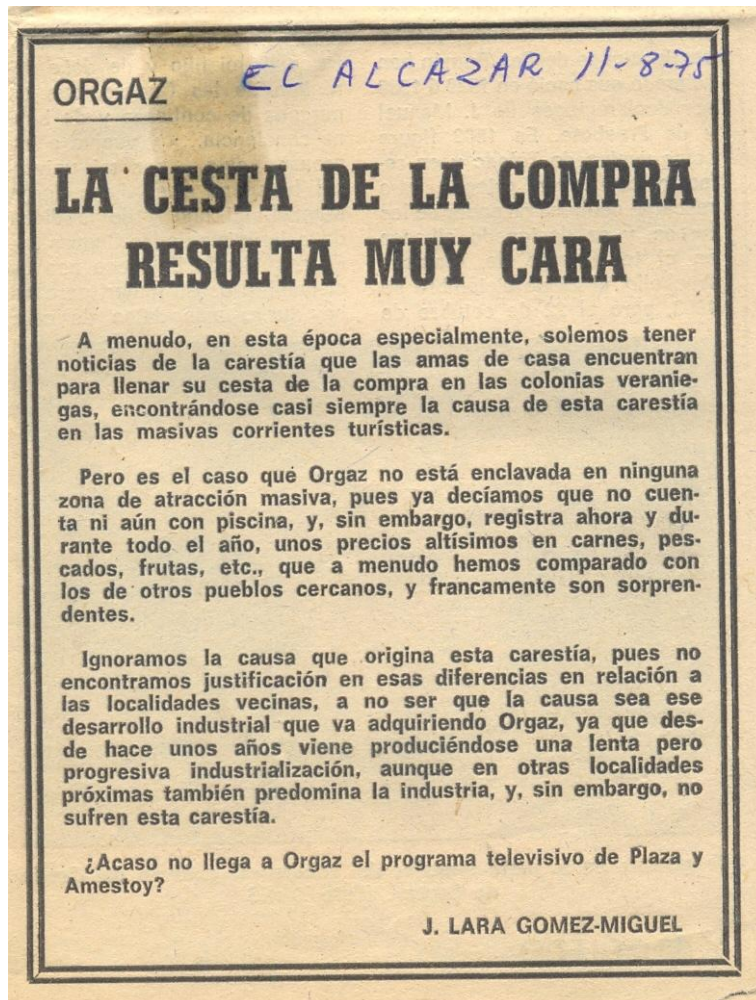 ORGAZ
EL ALCAZAR 11-8-75
LA CESTA DE LA COMPRA
RESULTA MUY CARA
A menudo, en esta época especialmente, solemos tener
noticias de la carestía que las amas de casa encuentran
para llenar su cesta de la compra en las colonias veranie-
gas, encontrándose casi siempre la causa de esta carestía
en las masivas corrientes turísticas.
Pero es el caso que Orgaz no está enclavada en ninguna
zona de atracción masiva, pues ya decíamos que no cuen-
ta ni aún con piscina, y, sin embargo, registra ahora y du-
rante todo el año, unos precios altísimos en carnes, pes-
cados, frutas, etc., que a menudo hemos comparado con
los de otros pueblos cercanos, y francamente son sorpren-
dentes.
Ignoramos la causa que origina esta carestía, pues no
encontramos justificación en esas diferencias en relación a
las localidades vecinas, a no ser que la causa sea ese
desarrollo industrial que va adquiriendo Orgaz, ya que des-
de hace unos años viene produciéndose una lenta pero
progresiva industrialización, aunque en otras localidades
próximas también predomina la industria, y, sin embargo, no
sufren esta carestía.
¿Acaso no llega a Orgaz el programa televisivo de Plaza y
Amestoy?
J. LARA GOMEZ-MIGUEL